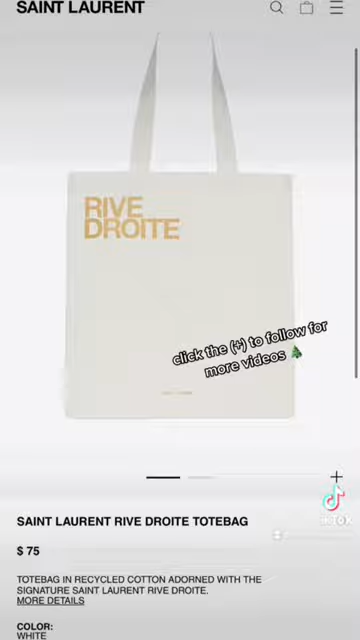 SAINT LAURENT
RIVE
DROITE
click the (+) to follow for
more videos 🎄
SAINT LAURENT RIVE DROITE TOTEBAG
$ 75
TOTEBAG IN RECYCLED COTTON ADORNED WITH THE
SIGNATURE SAINT LAURENT RIVE DROITE.
MORE DETAILS
COLOR:
WHITE